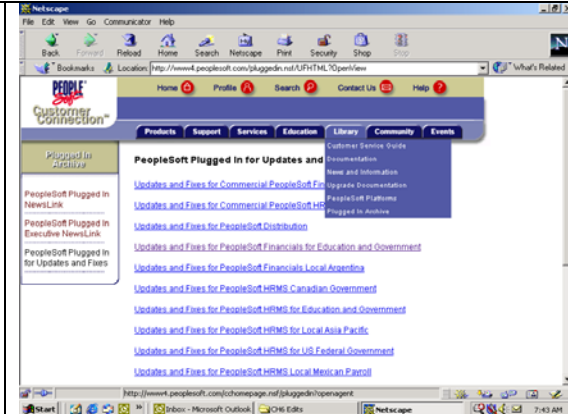 Netscape
File Edit View Go Communicator Help
Back Forward Reload Home Search Netscape Print Security Shop Stop
Bookmarks Location: http://www4.peoplesoft.com/pluggedin.nsf/UFHTML?OpenView What's Related
PEOPLE Soft
Customer Connection
Home Profile Search Contact Us Help
Products Support Services Education Library Community Events
Customer Service Guide
Documentation
News and Information
Upgrade Documentation
PeopleSoft Platforms
Plugged In Archive
Plugged In Archive
PeopleSoft Plugged In NewsLink
PeopleSoft Plugged In Executive NewsLink
PeopleSoft Plugged In for Updates and Fixes
PeopleSoft Plugged In for Updates and
Updates and Fixes for Commercial PeopleSoft Fin
Updates and Fixes for Commercial PeopleSoft HR
Updates and Fixes for PeopleSoft Distribution
Updates and Fixes for PeopleSoft Financials for Education and Government
Updates and Fixes for PeopleSoft Financials Local Argentina
Updates and Fixes for PeopleSoft HRMS Canadian Government
Updates and Fixes for PeopleSoft HRMS for Education and Government
Updates and Fixes for PeopleSoft HRMS for Local Asia Pacific
Updates and Fixes for PeopleSoft HRMS for US Federal Government
Updates and Fixes for PeopleSoft HRMS Local Mexican Payroll
http://www4.peoplesoft.com/cchomepage.nsf/pluggedin?openagent
Start Inbox - Microsoft Outlook CH6 Edits Netscape 7:43 AM